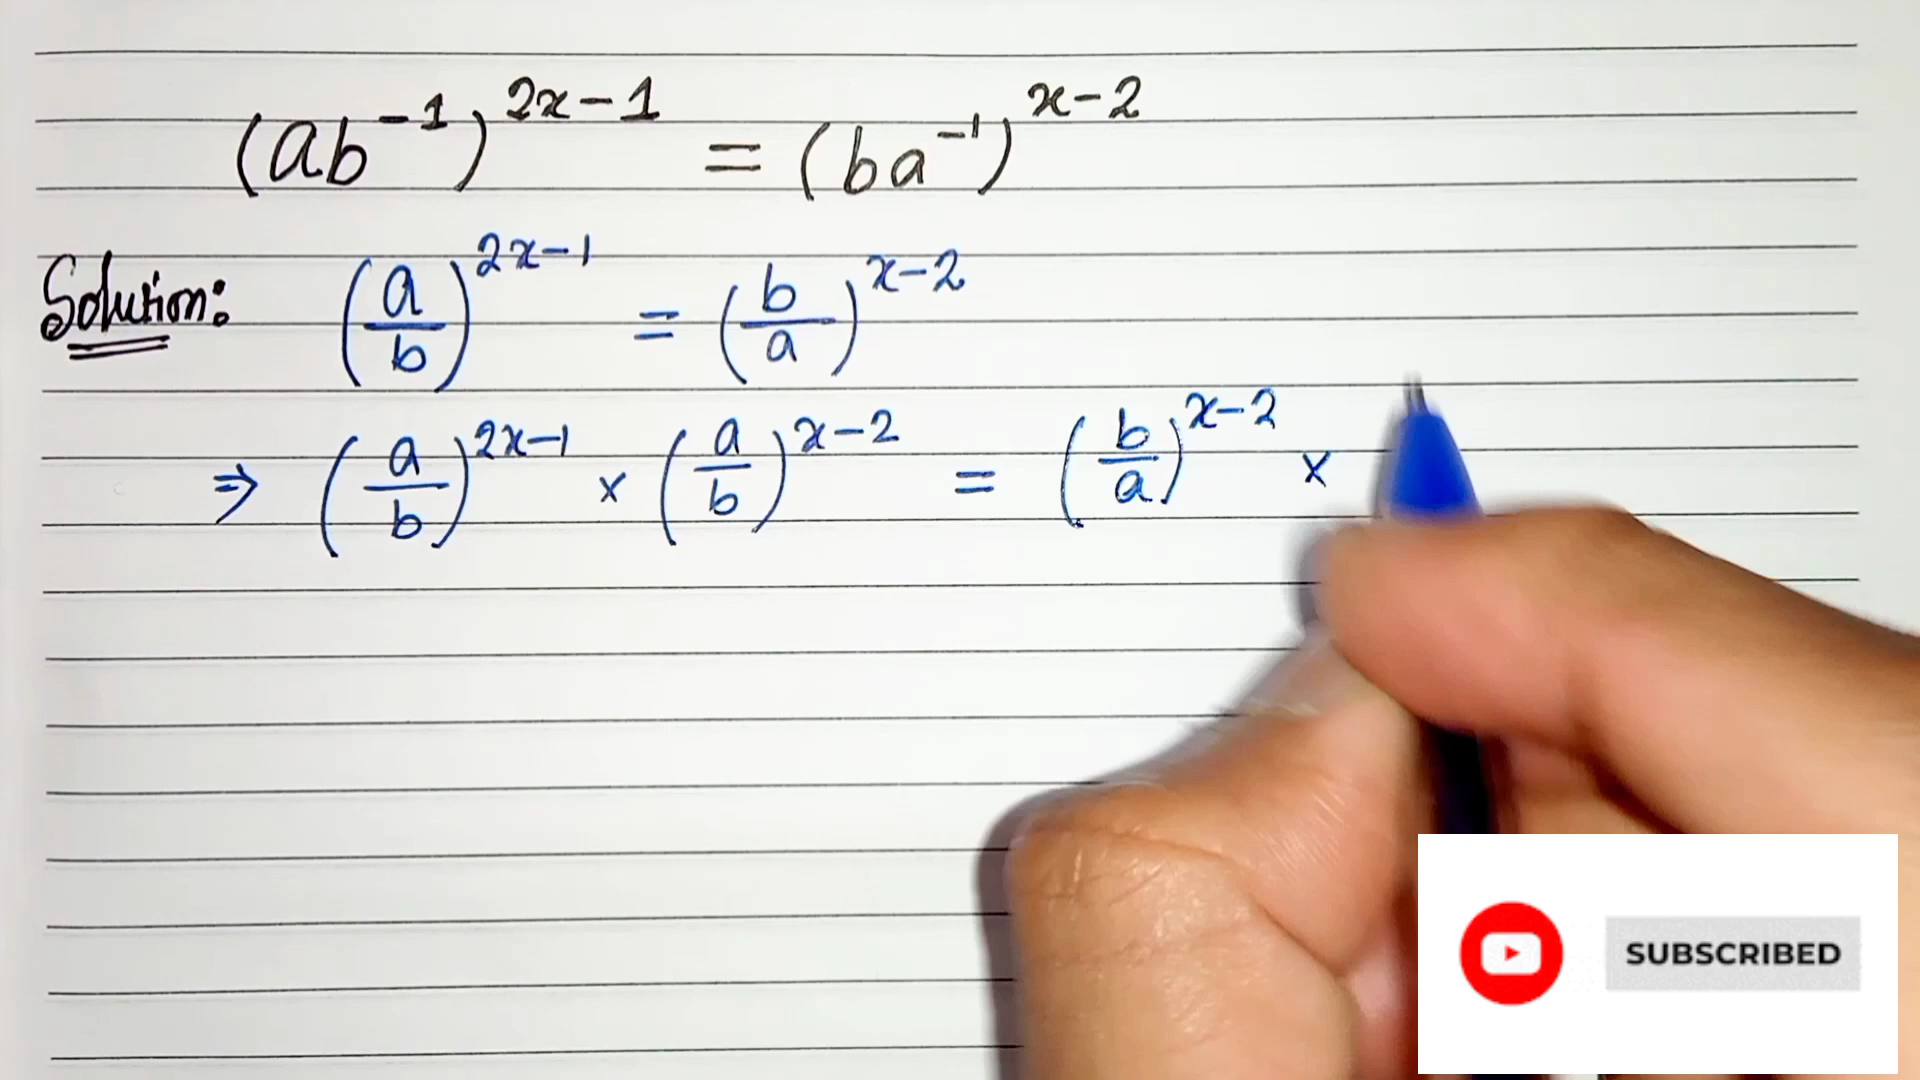 (ab⁻¹)²ˣ⁻¹ = (ba⁻¹)ˣ⁻²
Solution: (a/b)²ˣ⁻¹ = (b/a)ˣ⁻²
⇒ (a/b)²ˣ⁻¹ × (a/b)ˣ⁻² = (b/a)ˣ⁻² ×
SUBSCRIBED